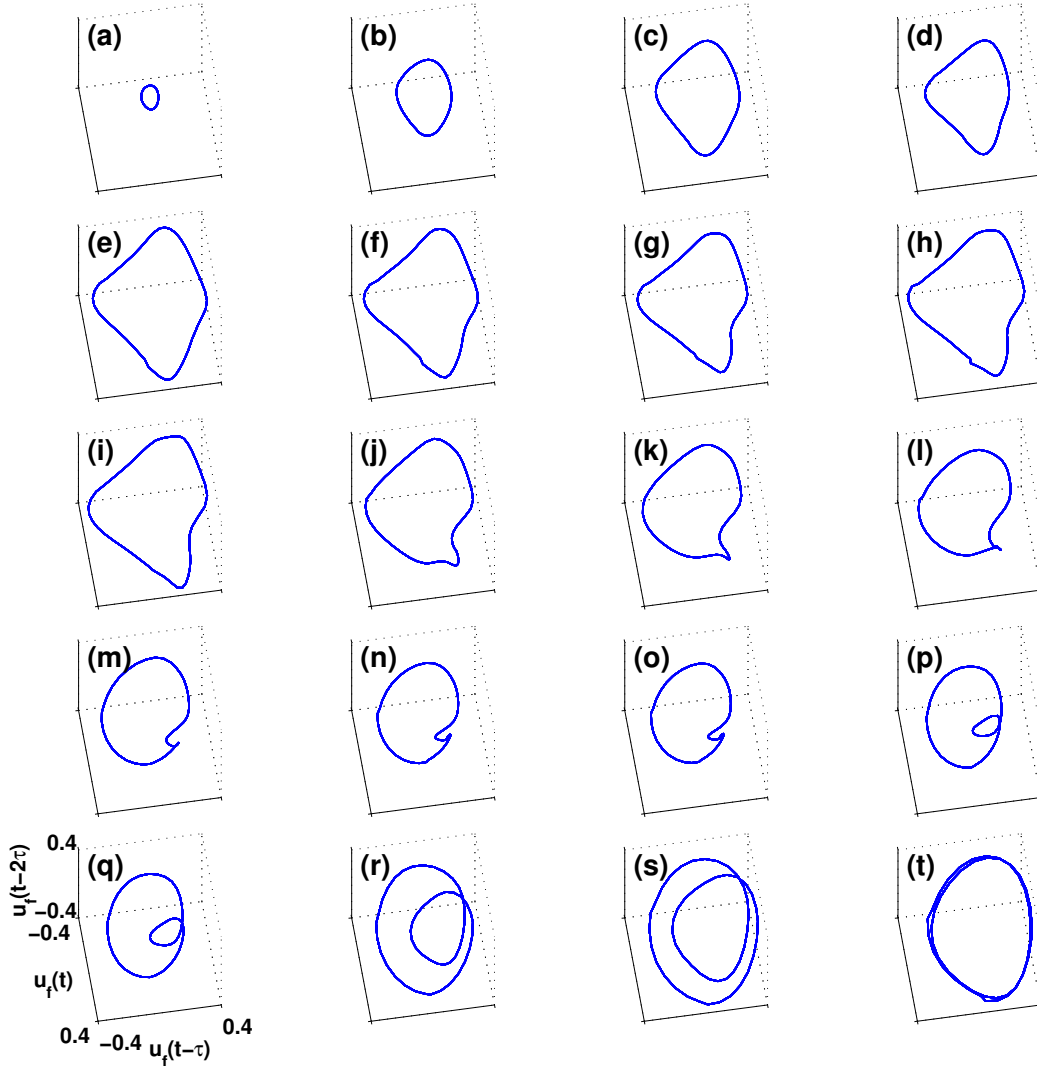 (a) (b) (c) (d)
(e) (f) (g) (h)
(i) (j) (k) (l)
(m) (n) (o) (p)
(q) (r) (s) (t)
0.4
u_f(t−2τ)
−0.4
−0.4
u_f(t)
0.4
−0.4
u_f(t−τ)
0.4